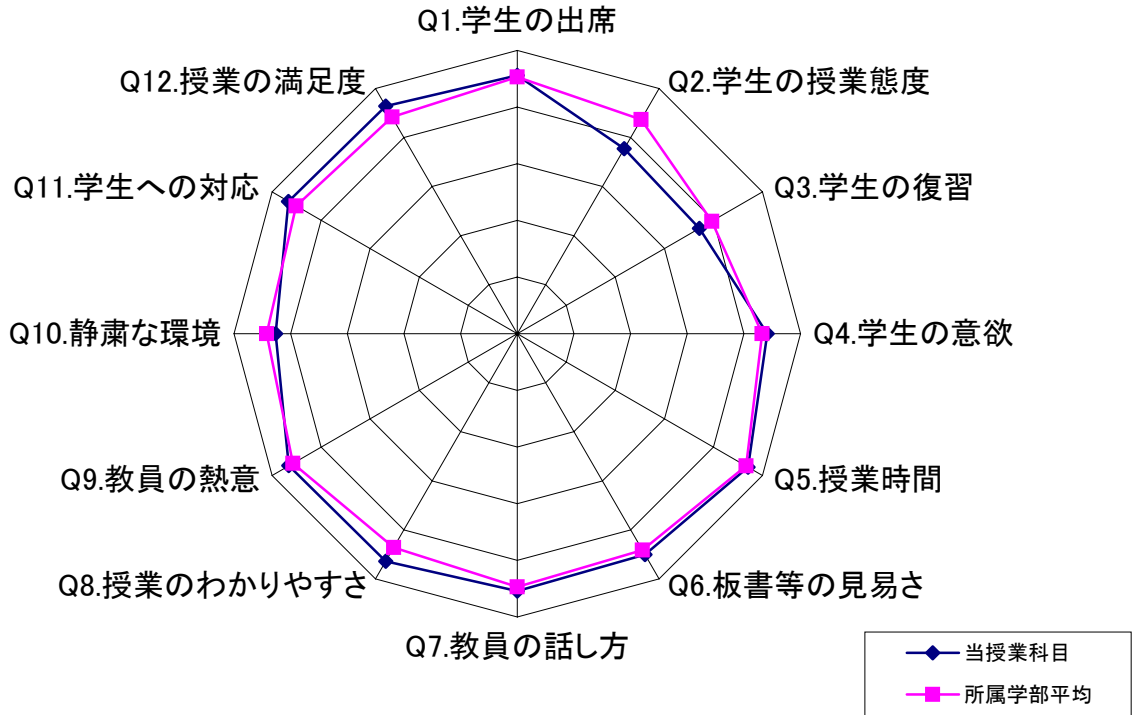 Q1.学生の出席
Q2.学生の授業態度
Q3.学生の復習
Q4.学生の意欲
Q5.授業時間
Q6.板書等の見易さ
Q7.教員の話し方
Q8.授業のわかりやすさ
Q9.教員の熱意
Q10.静粛な環境
Q11.学生への対応
Q12.授業の満足度
当授業科目
所属学部平均